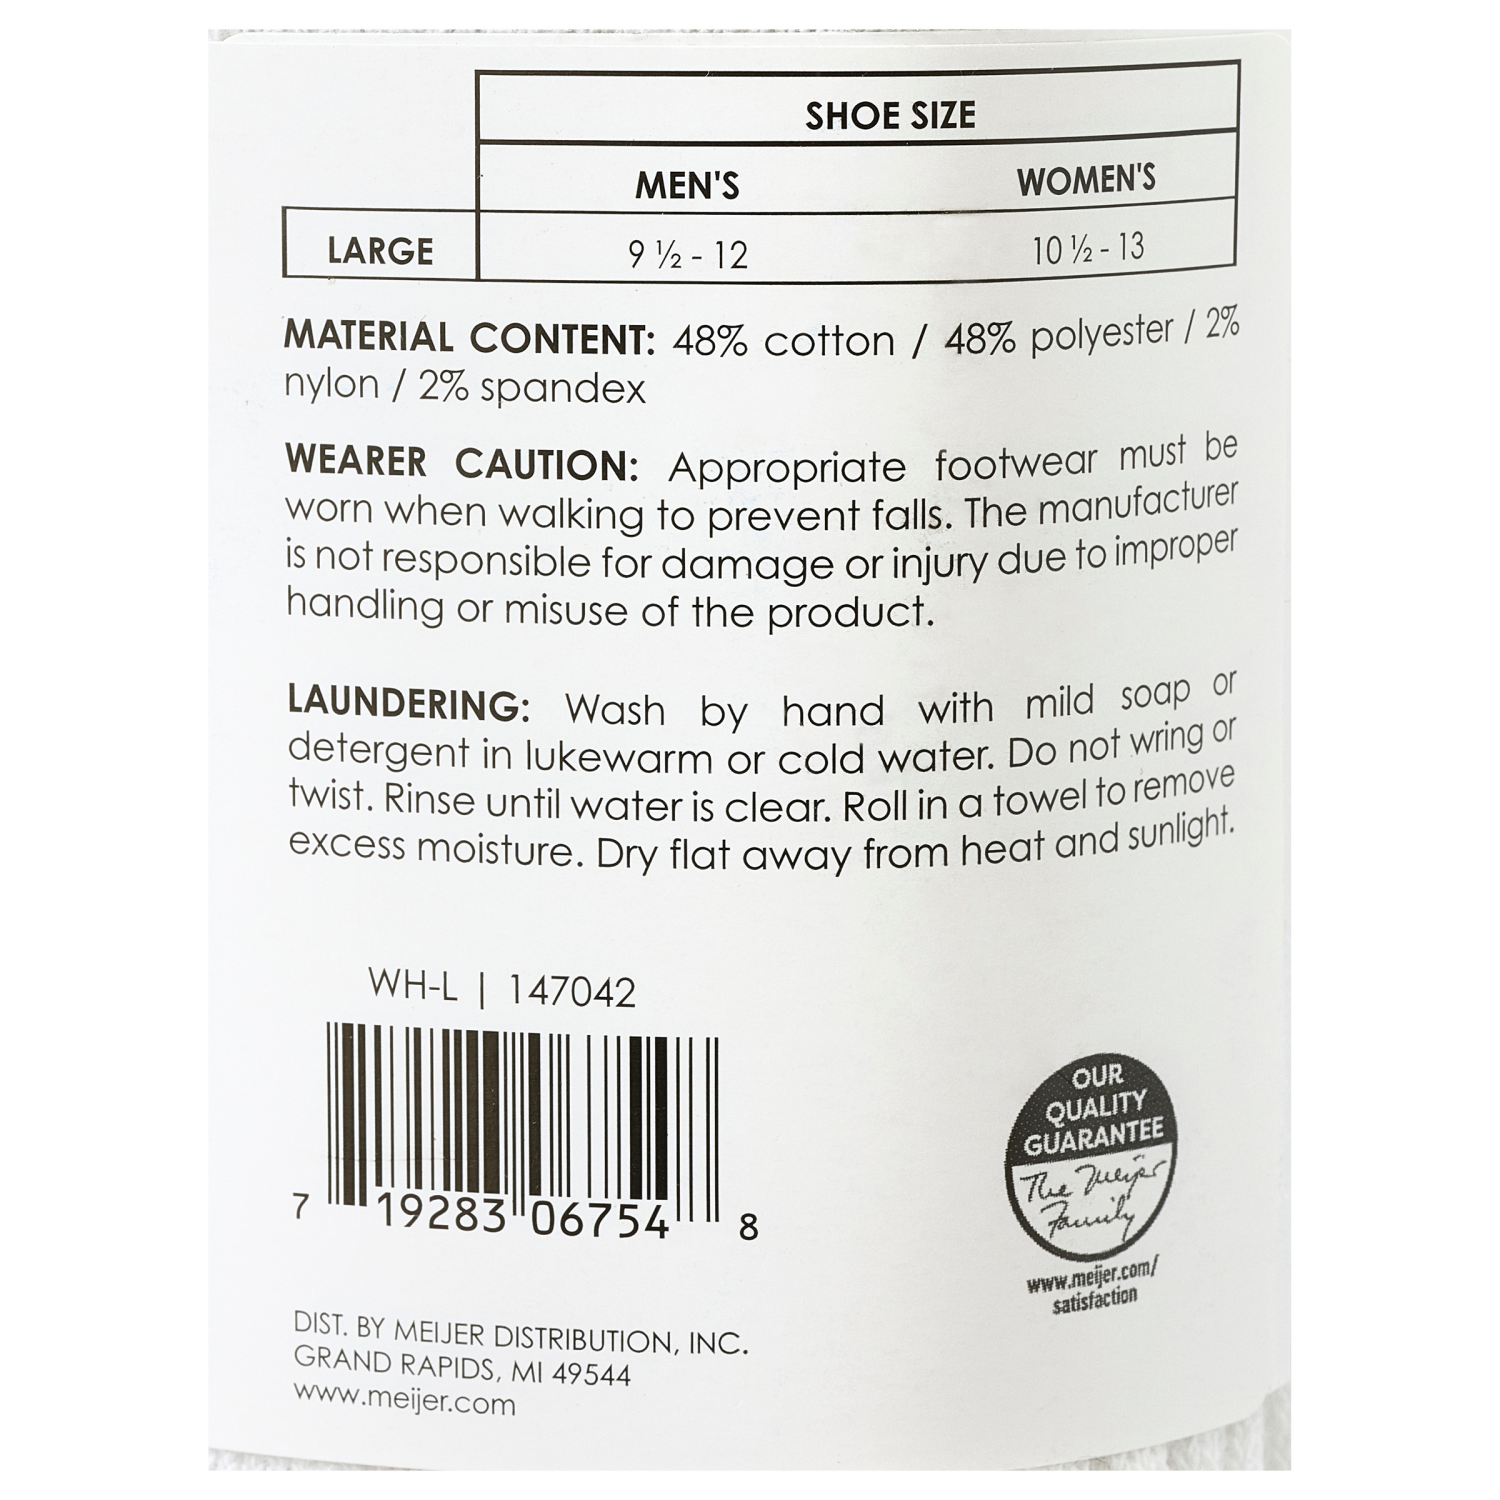 SHOE SIZE
MEN'S WOMEN'S
LARGE 9 ½ - 12 10 ½ - 13
MATERIAL CONTENT: 48% cotton / 48% polyester / 2%
nylon / 2% spandex
WEARER CAUTION: Appropriate footwear must be
worn when walking to prevent falls. The manufacturer
is not responsible for damage or injury due to improper
handling or misuse of the product.
LAUNDERING: Wash by hand with mild soap or
detergent in lukewarm or cold water. Do not wring or
twist. Rinse until water is clear. Roll in a towel to remove
excess moisture. Dry flat away from heat and sunlight.
WH-L | 147042
7 19283 06754 8
OUR
QUALITY
GUARANTEE
The Meijer
Family
www.meijer.com/
satisfaction
DIST. BY MEIJER DISTRIBUTION, INC.
GRAND RAPIDS, MI 49544
www.meijer.com